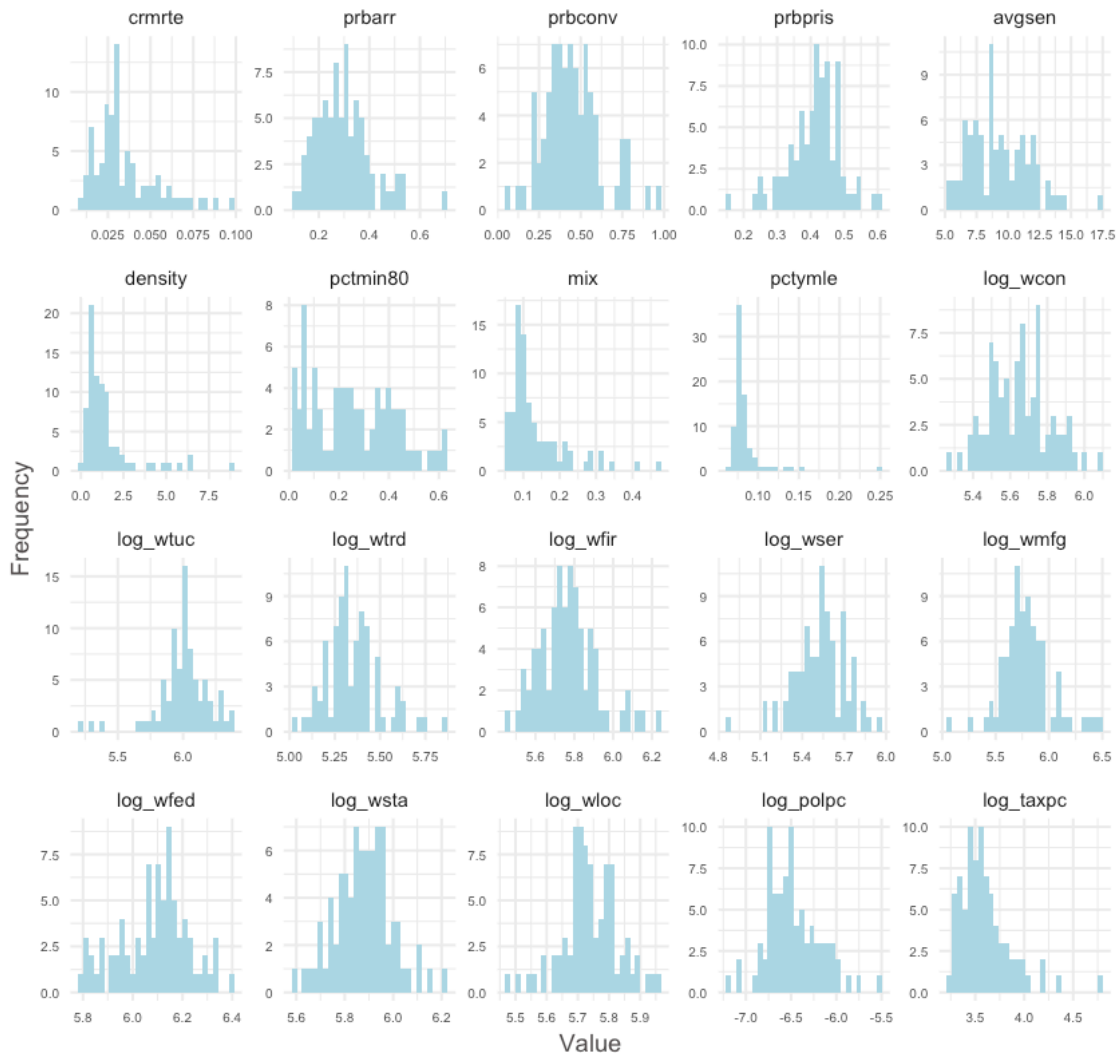 crmrte prbarr prbconv prbpris avgsen
10 5 0
7.5 5.0 2.5 0.0
6 4 2 0
10.0 7.5 5.0 2.5 0.0
9 6 3 0
0.025 0.050 0.075 0.100
0.2 0.4 0.6
0.00 0.25 0.50 0.75 1.00
0.2 0.3 0.4 0.5 0.6
5.0 7.5 10.0 12.5 15.0 17.5
density pctmin80 mix pctymle log_wcon
20 15 10 5 0
8 6 4 2 0
15 10 5 0
30 20 10 0
7.5 5.0 2.5 0.0
0.0 2.5 5.0 7.5
0.0 0.2 0.4 0.6
0.1 0.2 0.3 0.4
0.10 0.15 0.20 0.25
5.4 5.6 5.8 6.0
Frequency
log_wtuc log_wtrd log_wfir log_wser log_wmfg
15 10 5 0
10.0 7.5 5.0 2.5 0.0
8 6 4 2 0
9 6 3 0
9 6 3 0
5.5 6.0
5.00 5.25 5.50 5.75
5.6 5.8 6.0 6.2
4.8 5.1 5.4 5.7 6.0
5.0 5.5 6.0 6.5
log_wfed log_wsta log_wloc log_polpc log_taxpc
7.5 5.0 2.5 0.0
6 4 2 0
7.5 5.0 2.5 0.0
10.0 7.5 5.0 2.5 0.0
10.0 7.5 5.0 2.5 0.0
5.8 6.0 6.2 6.4
5.6 5.8 6.0 6.2
5.5 5.6 5.7 5.8 5.9
-7.0 -6.5 -6.0 -5.5
3.5 4.0 4.5
Value